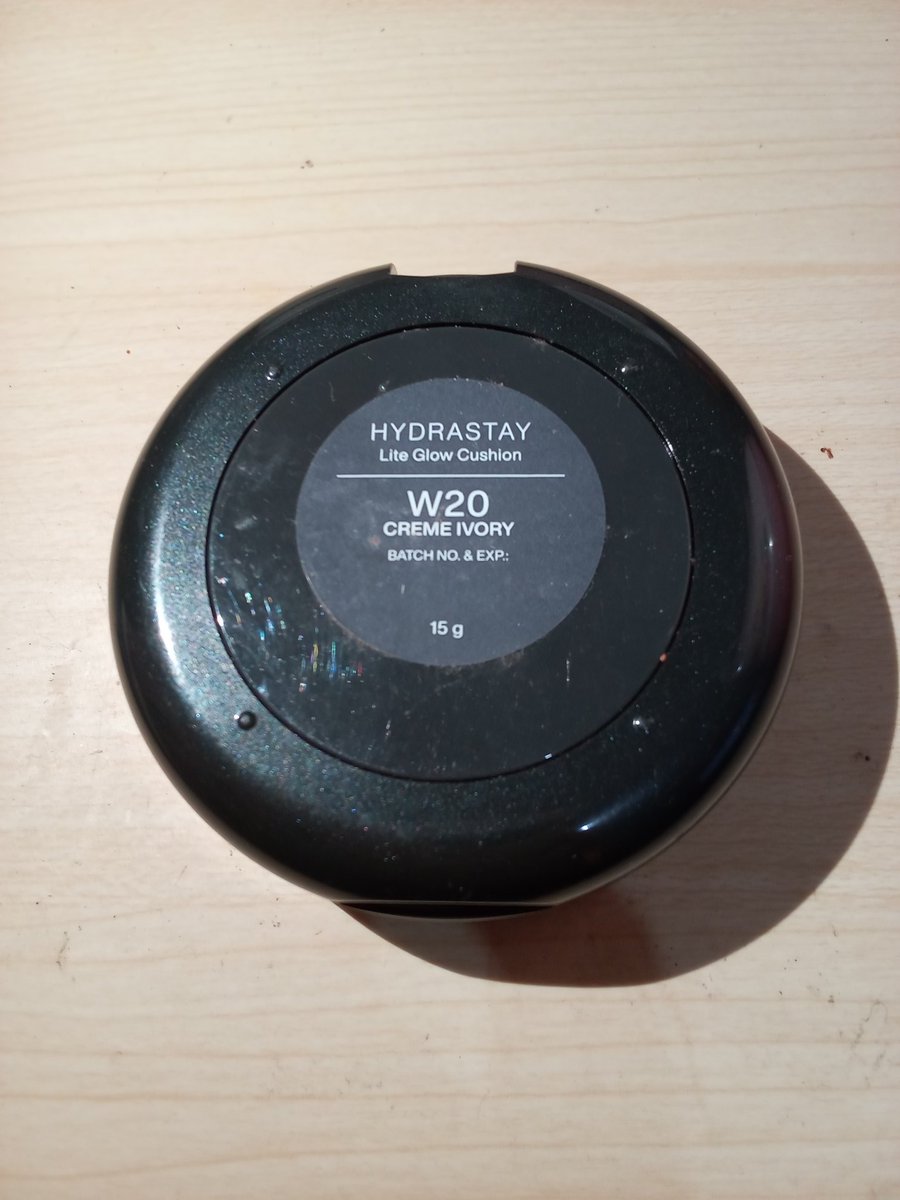 HYDRASTAY
Lite Glow Cushion
W20
CREME IVORY
BATCH NO. & EXP.:
15 g